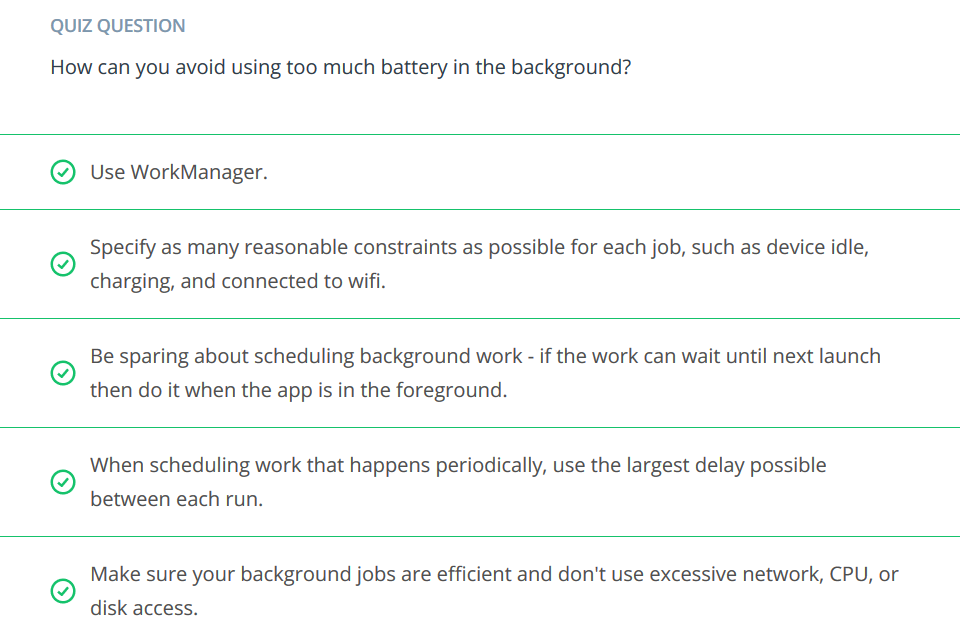 QUIZ QUESTION
How can you avoid using too much battery in the background?
Use WorkManager.
Specify as many reasonable constraints as possible for each job, such as device idle,
charging, and connected to wifi.
Be sparing about scheduling background work - if the work can wait until next launch
then do it when the app is in the foreground.
When scheduling work that happens periodically, use the largest delay possible
between each run.
Make sure your background jobs are efficient and don't use excessive network, CPU, or
disk access.